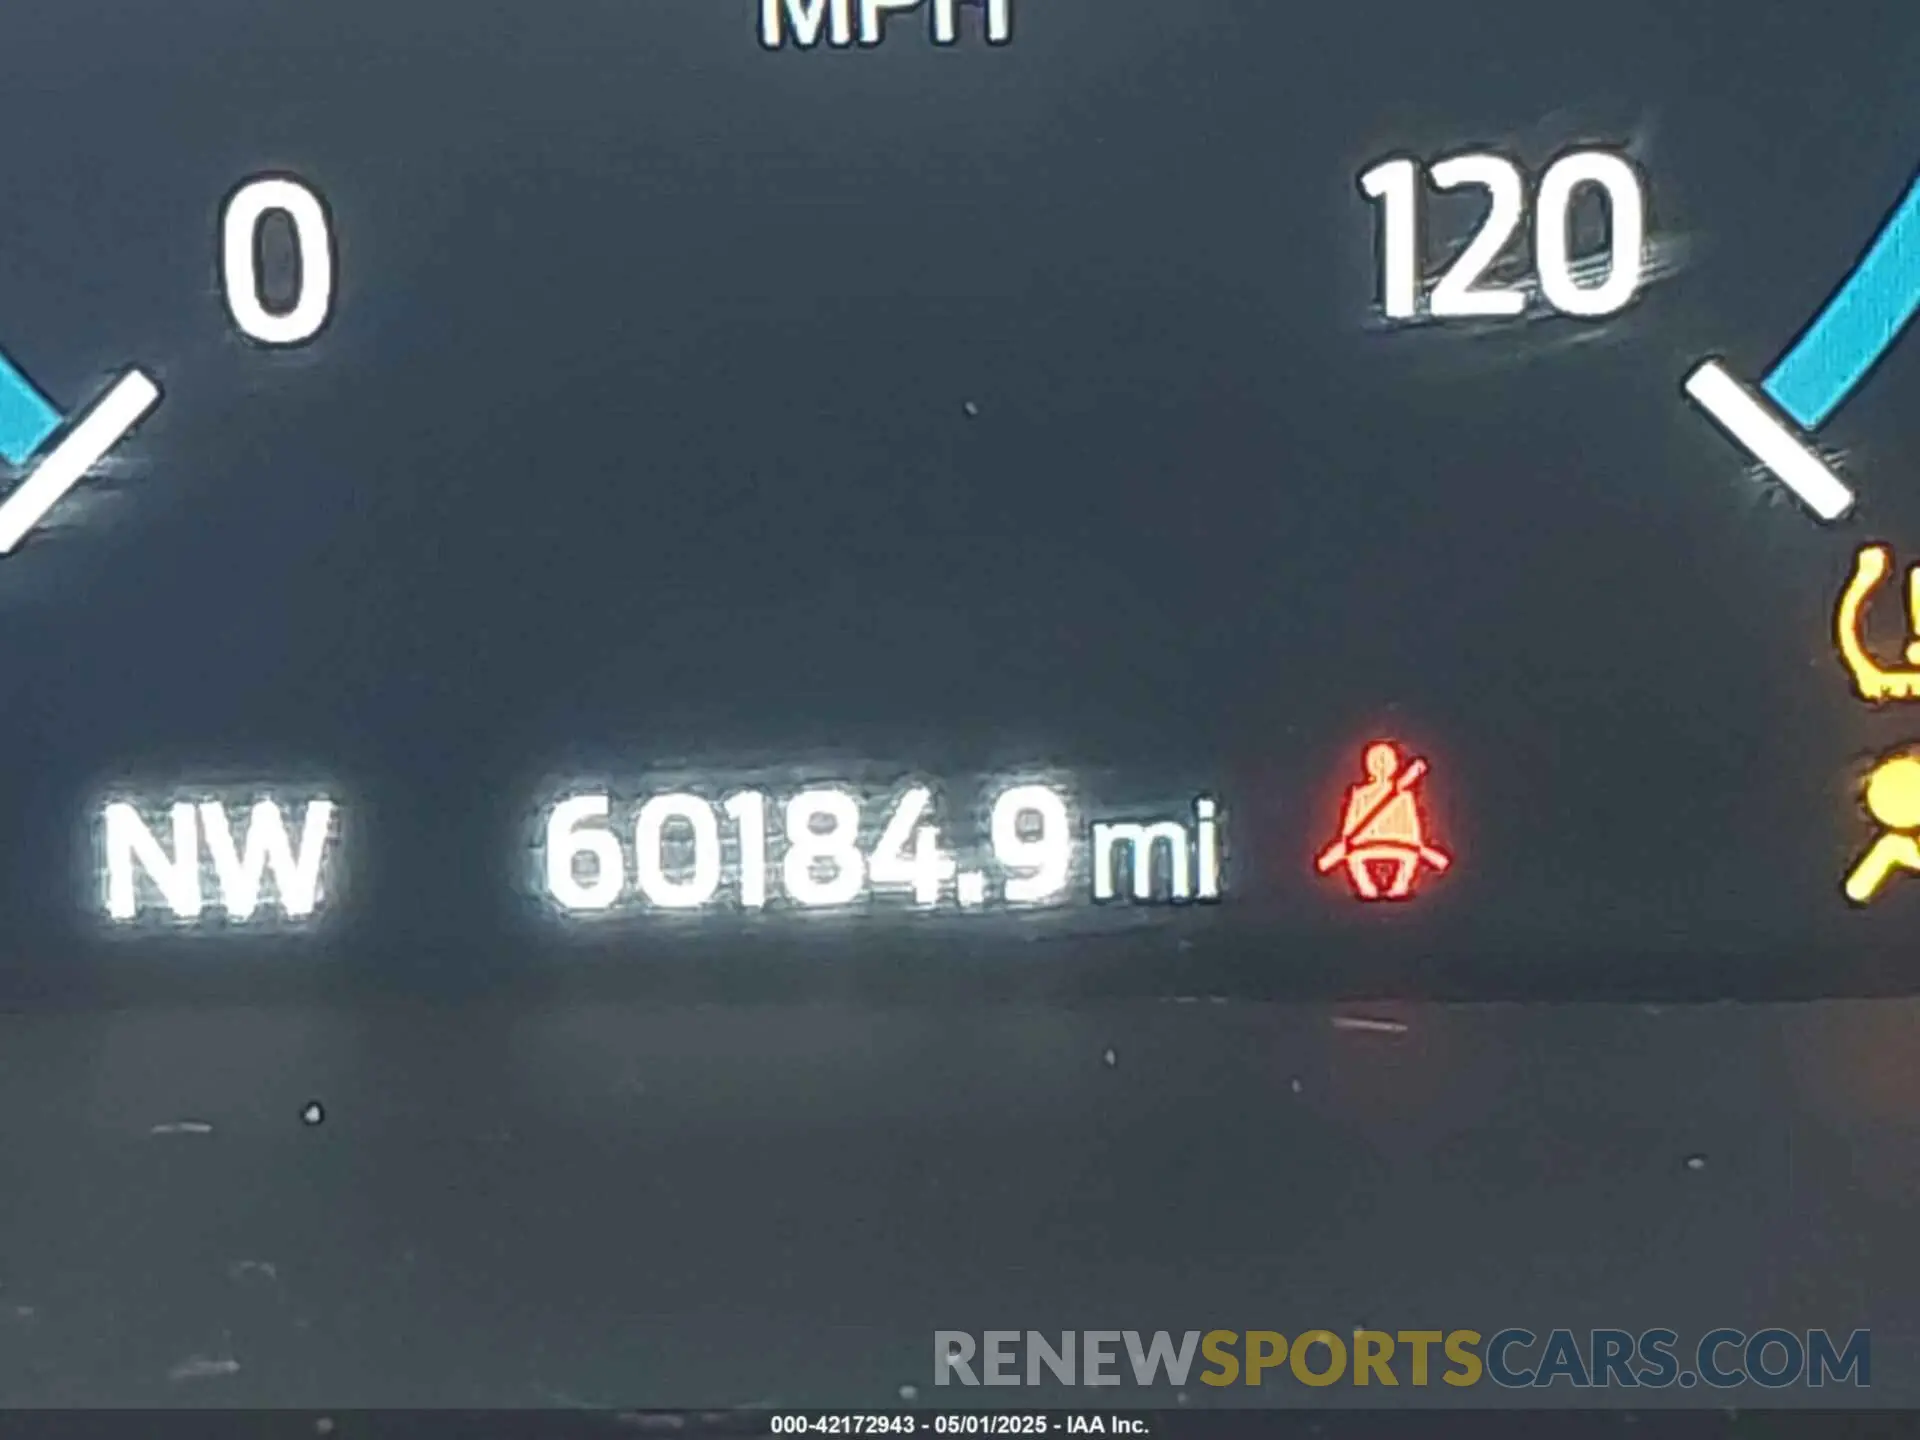 MPH
0
120
NW
60184.9 mi
RENEWSPORTSCARS.COM
000-42172943 - 05/01/2025 - IAA Inc.